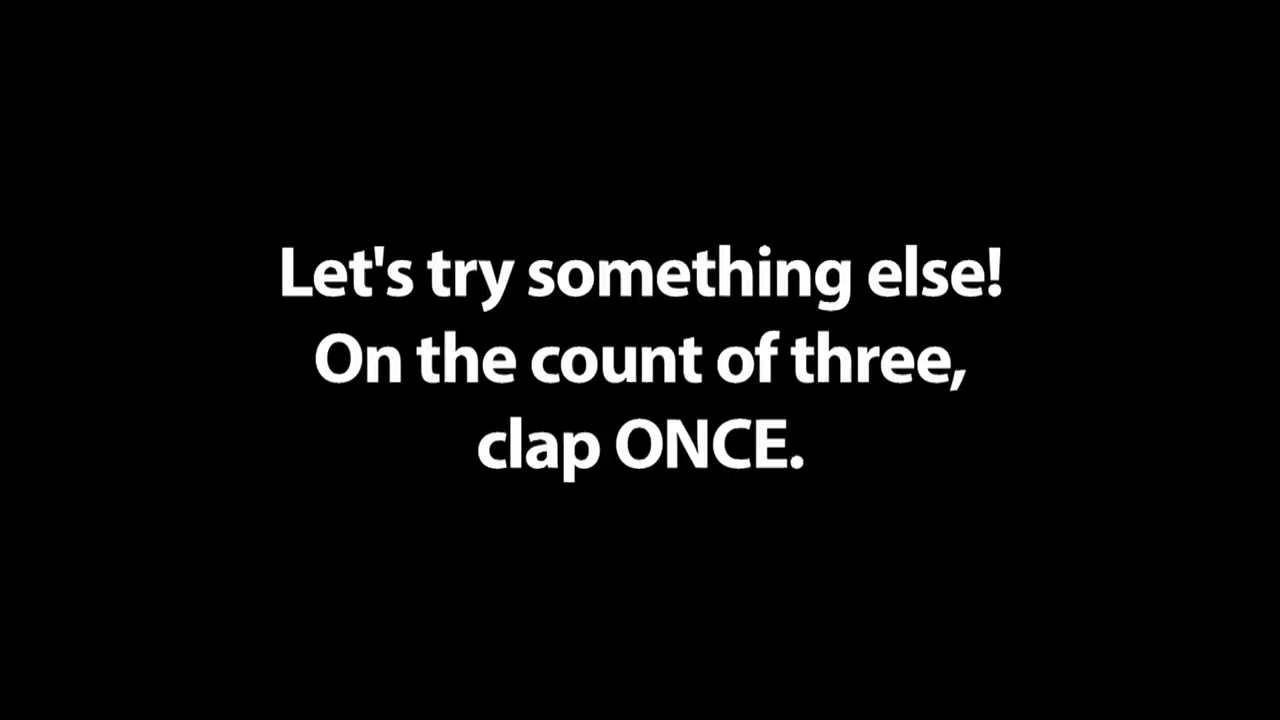 Let's try something else!
On the count of three,
clap ONCE.